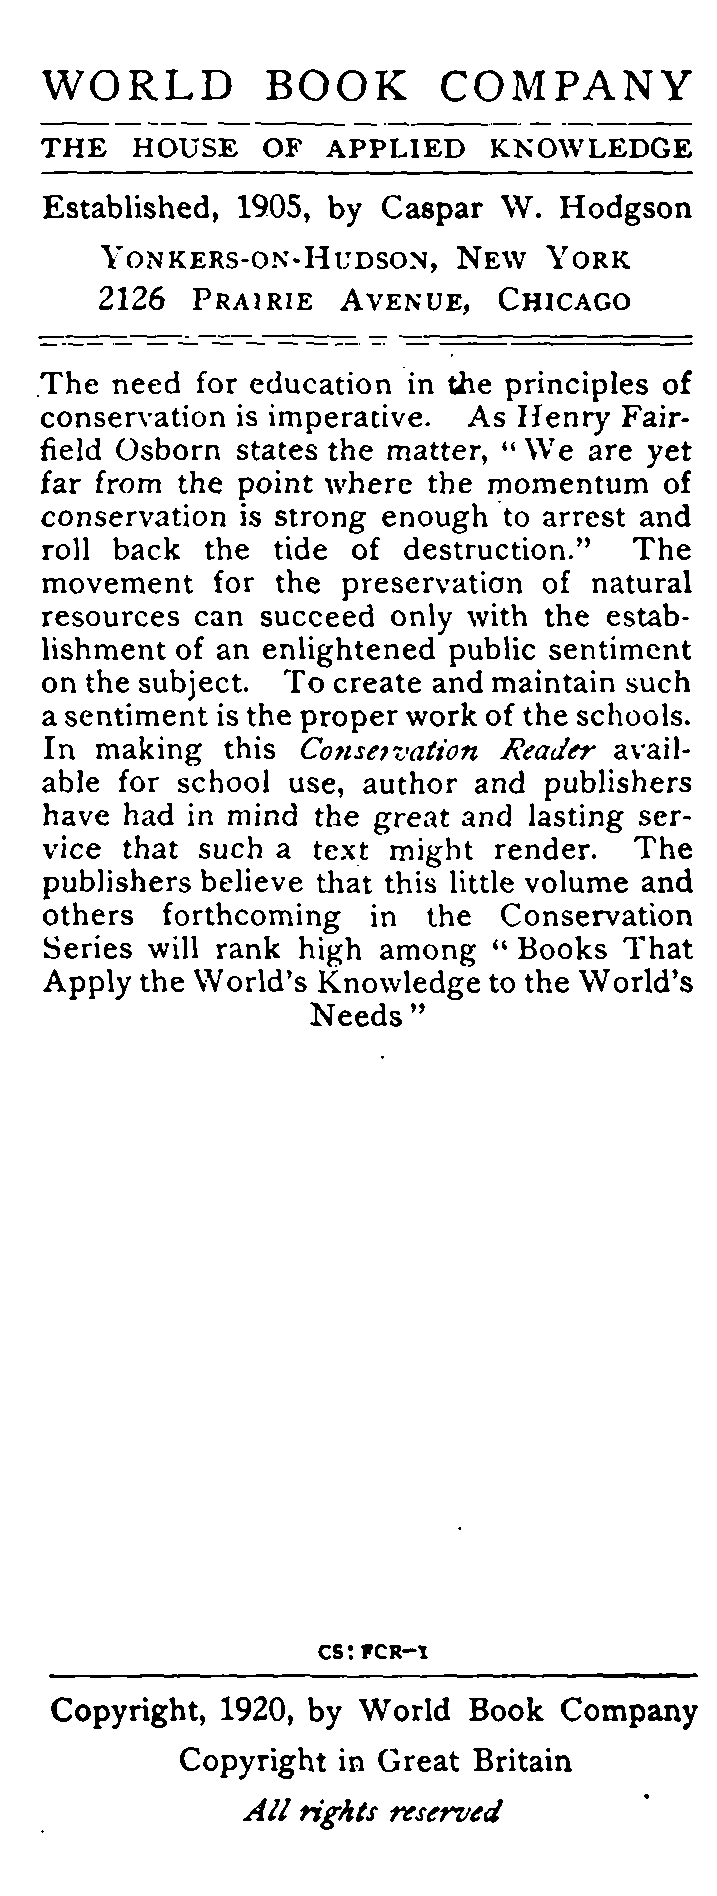 WORLD BOOK COMPANY
THE HOUSE OF APPLIED KNOWLEDGE
Established, 1905, by Caspar W. Hodgson
YONKERS-ON-HUDSON, NEW YORK
2126 PRAIRIE AVENUE, CHICAGO
The need for education in the principles of
conservation is imperative. As Henry Fair-
field Osborn states the matter, “ We are yet
far from the point where the momentum of
conservation is strong enough to arrest and
roll back the tide of destruction.” The
movement for the preservation of natural
resources can succeed only with the estab-
lishment of an enlightened public sentiment
on the subject. To create and maintain such
a sentiment is the proper work of the schools.
In making this Conservation Reader avail-
able for school use, author and publishers
have had in mind the great and lasting ser-
vice that such a text might render. The
publishers believe that this little volume and
others forthcoming in the Conservation
Series will rank high among “ Books That
Apply the World’s Knowledge to the World’s
Needs ”
CS: FCR-1
Copyright, 1920, by World Book Company
Copyright in Great Britain
All rights reserved